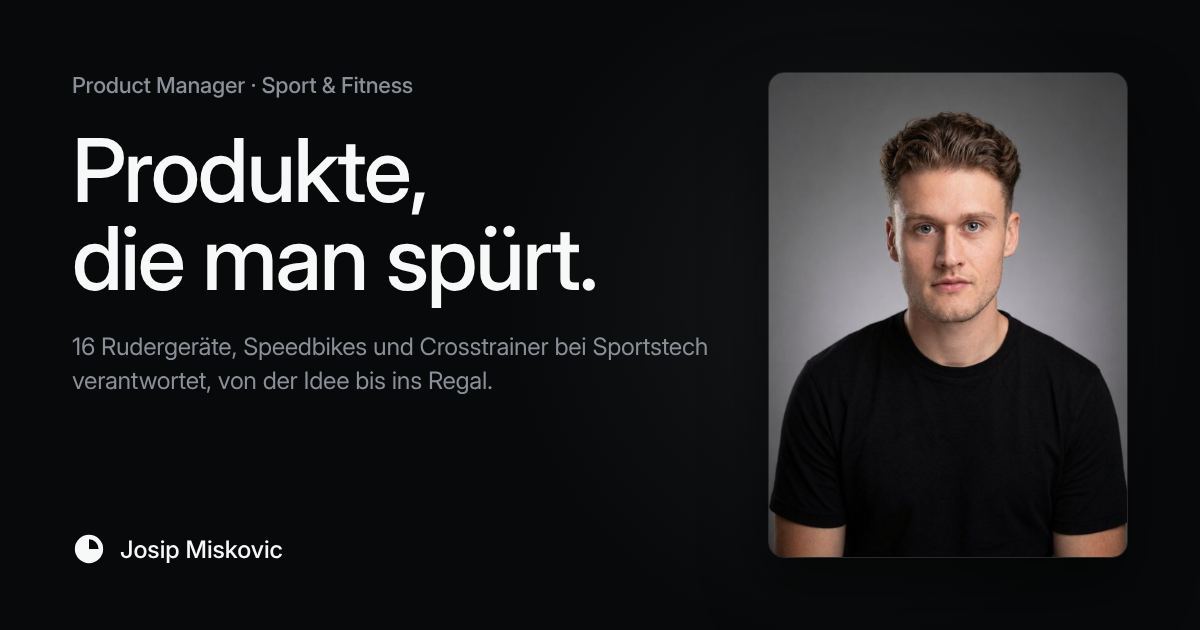 Product Manager · Sport & Fitness
Produkte,
die man spürt.
16 Rudergeräte, Speedbikes und Crosstrainer bei Sportstech
verantwortet, von der Idee bis ins Regal.
Josip Miskovic